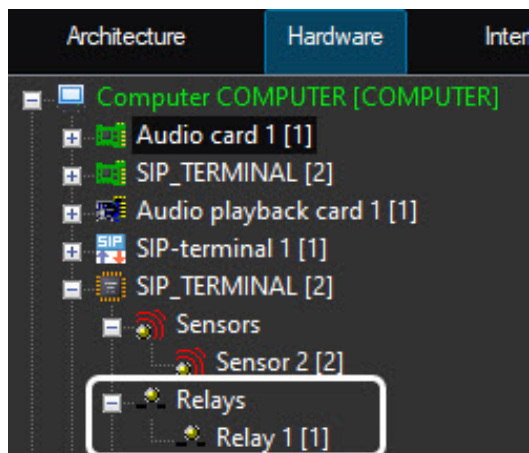 Architecture Hardware Inter
Computer COMPUTER [COMPUTER]
Audio card 1 [1]
SIP_TERMINAL [2]
Audio playback card 1 [1]
SIP
SIP-terminal 1 [1]
SIP_TERMINAL [2]
Sensors
Sensor 2 [2]
Relays
Relay 1 [1]